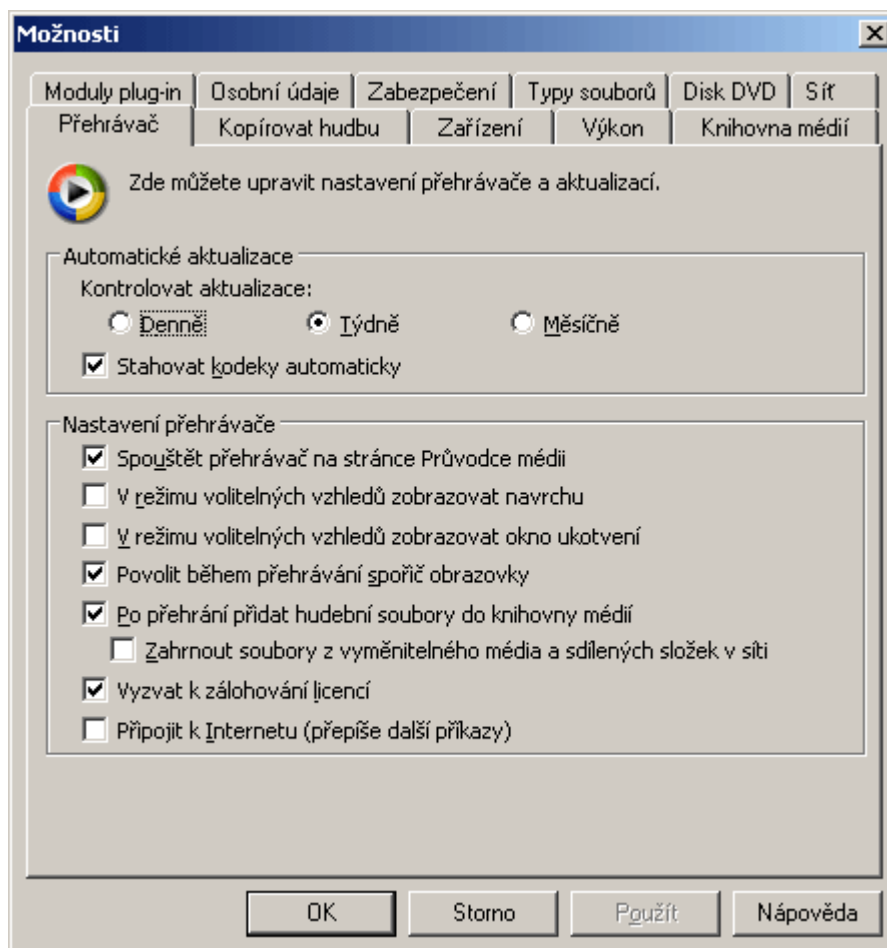 Možnosti
Moduly plug-in Osobní údaje Zabezpečení Typy souborů Disk DVD Síť
Přehrávač Kopírovat hudbu Zařízení Výkon Knihovna médií
Zde můžete upravit nastavení přehrávače a aktualizací.
Automatické aktualizace
Kontrolovat aktualizace:
Denně Týdně Měsíčně
Stahovat kodeky automaticky
Nastavení přehrávače
Spouštět přehrávač na stránce Průvodce médii
V režimu volitelných vzhledů zobrazovat navrchu
V režimu volitelných vzhledů zobrazovat okno ukotvení
Povolit během přehrávání spořič obrazovky
Po přehrání přidat hudební soubory do knihovny médií
Zahrnout soubory z vyměnitelného média a sdílených složek v síti
Vyzvat k zálohování licencí
Připojit k Internetu (přepíše další příkazy)
OK Storno Použít Nápověda